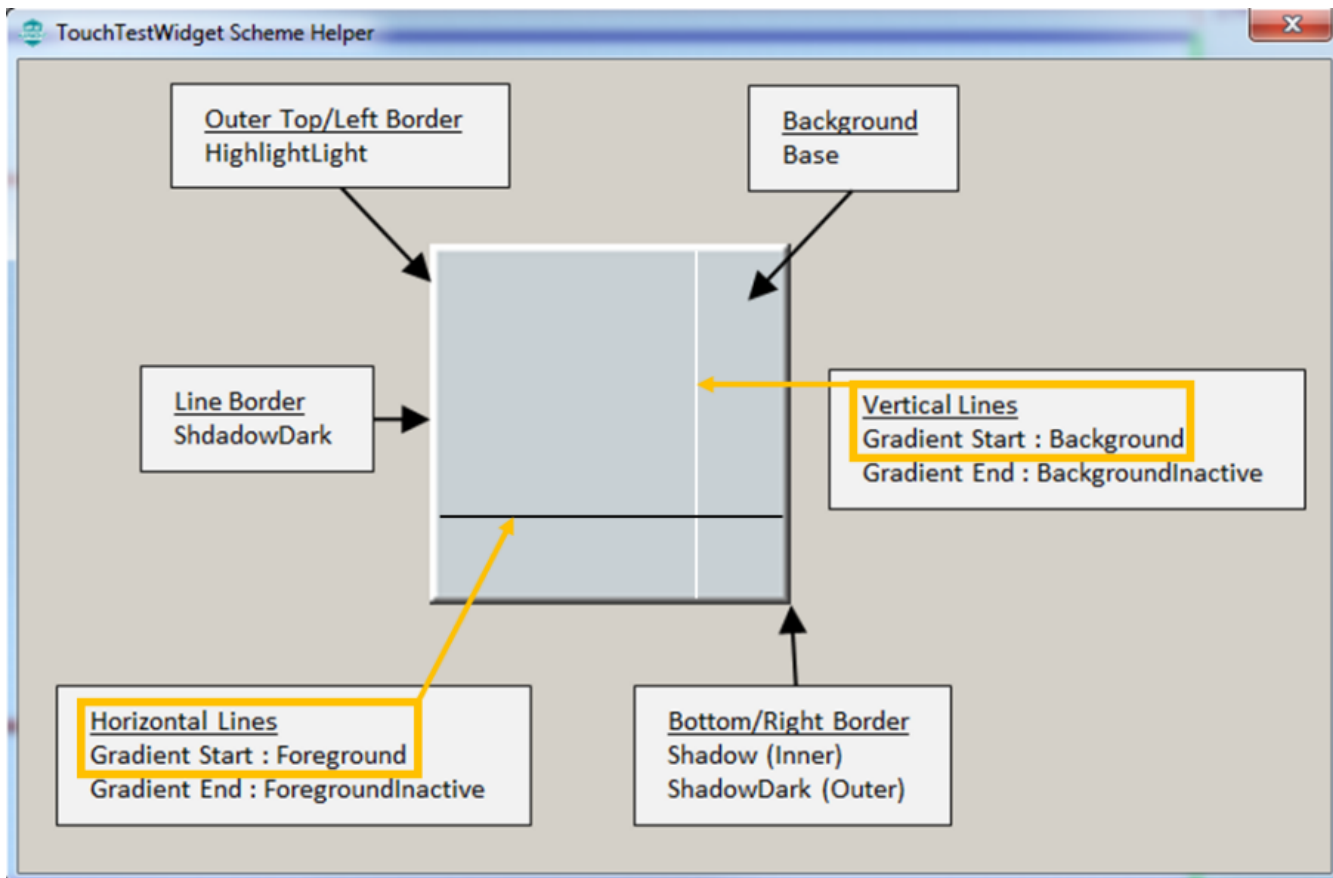 TouchTestWidget Scheme Helper
Outer Top/Left Border
HighlightLight
Background
Base
Line Border
ShdadowDark
Vertical Lines
Gradient Start : Background
Gradient End : BackgroundInactive
Horizontal Lines
Gradient Start : Foreground
Gradient End : ForegroundInactive
Bottom/Right Border
Shadow (Inner)
ShadowDark (Outer)